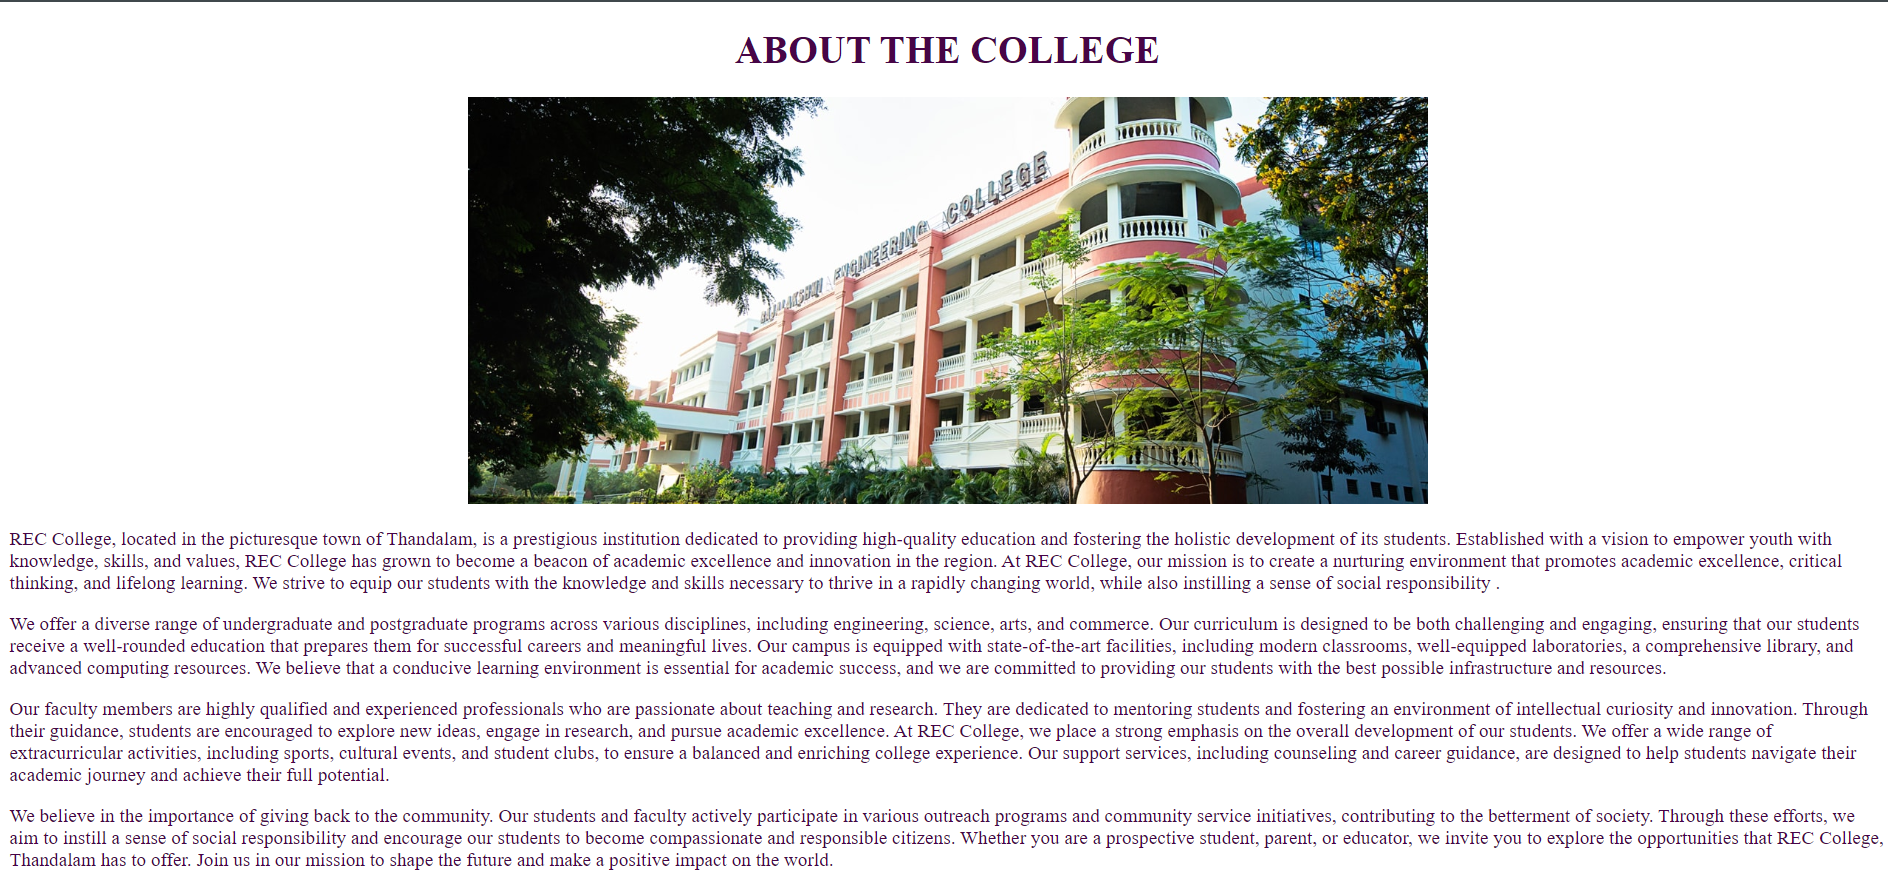 ABOUT THE COLLEGE
RAJALAKSHMI ENGINEERING COLLEGE
REC College, located in the picturesque town of Thandalam, is a prestigious institution dedicated to providing high-quality education and fostering the holistic development of its students. Established with a vision to empower youth with
knowledge, skills, and values, REC College has grown to become a beacon of academic excellence and innovation in the region. At REC College, our mission is to create a nurturing environment that promotes academic excellence, critical
thinking, and lifelong learning. We strive to equip our students with the knowledge and skills necessary to thrive in a rapidly changing world, while also instilling a sense of social responsibility .
We offer a diverse range of undergraduate and postgraduate programs across various disciplines, including engineering, science, arts, and commerce. Our curriculum is designed to be both challenging and engaging, ensuring that our students
receive a well-rounded education that prepares them for successful careers and meaningful lives. Our campus is equipped with state-of-the-art facilities, including modern classrooms, well-equipped laboratories, a comprehensive library, and
advanced computing resources. We believe that a conducive learning environment is essential for academic success, and we are committed to providing our students with the best possible infrastructure and resources.
Our faculty members are highly qualified and experienced professionals who are passionate about teaching and research. They are dedicated to mentoring students and fostering an environment of intellectual curiosity and innovation. Through
their guidance, students are encouraged to explore new ideas, engage in research, and pursue academic excellence. At REC College, we place a strong emphasis on the overall development of our students. We offer a wide range of
extracurricular activities, including sports, cultural events, and student clubs, to ensure a balanced and enriching college experience. Our support services, including counseling and career guidance, are designed to help students navigate their
academic journey and achieve their full potential.
We believe in the importance of giving back to the community. Our students and faculty actively participate in various outreach programs and community service initiatives, contributing to the betterment of society. Through these efforts, we
aim to instill a sense of social responsibility and encourage our students to become compassionate and responsible citizens. Whether you are a prospective student, parent, or educator, we invite you to explore the opportunities that REC College,
Thandalam has to offer. Join us in our mission to shape the future and make a positive impact on the world.